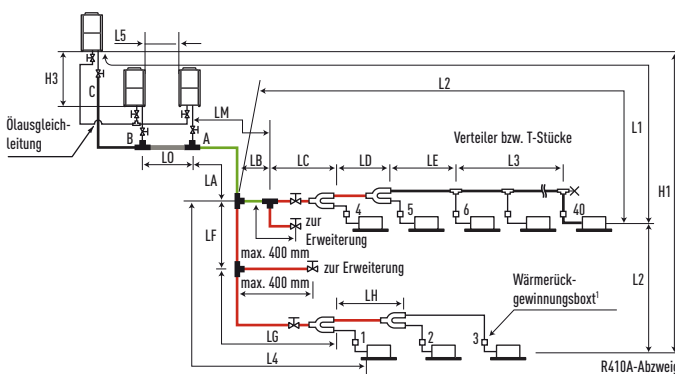 L5
H3
C
L2
Ölausgleich-
leitung
LM
L1
B
A
Verteiler bzw. T-Stücke
LO
LB
LC
LD
LE
L3
LA
H1
4
5
6
40
zur
Erweiterung
LF
max. 400 mm
zur Erweiterung
max. 400 mm
Wärmerück-
gewinnungsboxt¹
L2
LH
LG
1
2
3
L4
R410A-Abzweig